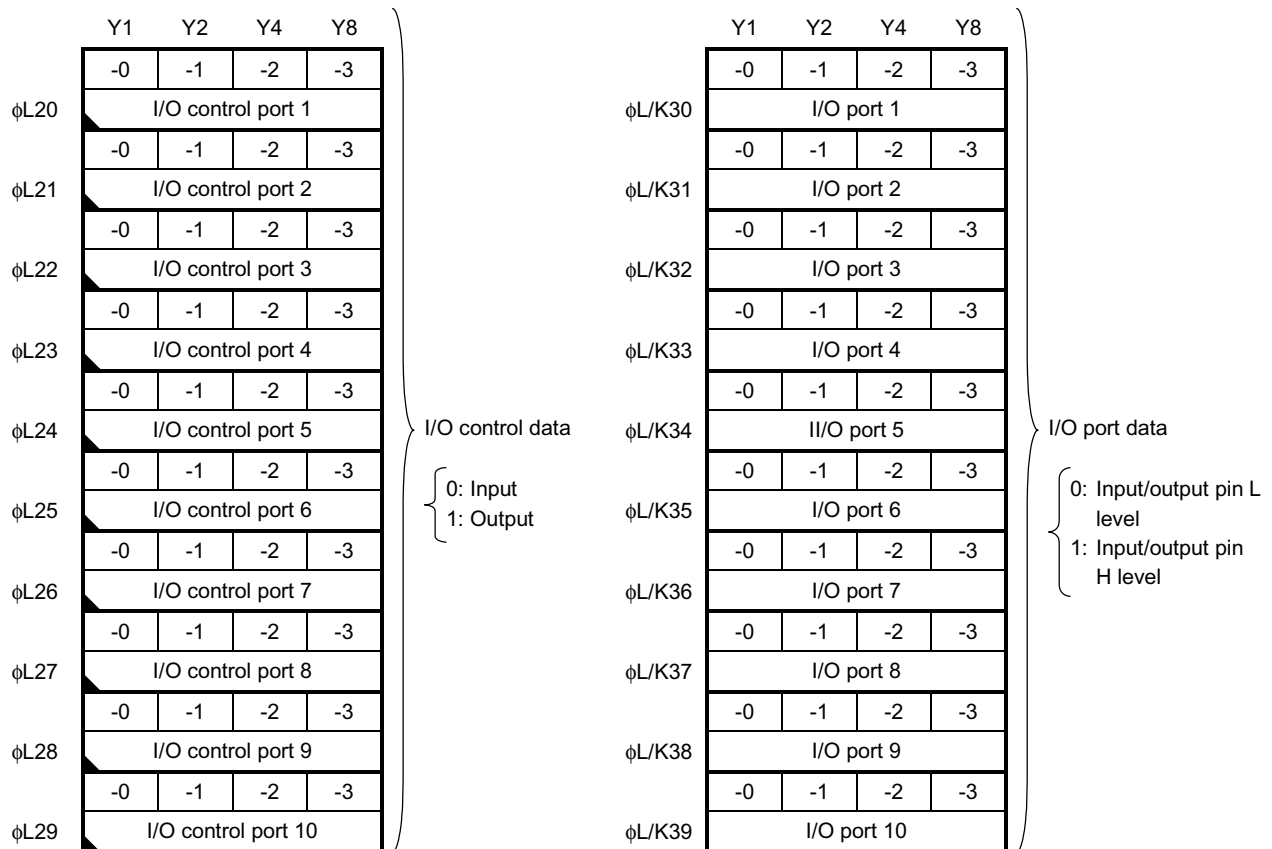 Y1 Y2 Y4 Y8
-0 -1 -2 -3
ϕL20 I/O control port 1
-0 -1 -2 -3
ϕL21 I/O control port 2
-0 -1 -2 -3
ϕL22 I/O control port 3
-0 -1 -2 -3
ϕL23 I/O control port 4
-0 -1 -2 -3
ϕL24 I/O control port 5
-0 -1 -2 -3
ϕL25 I/O control port 6
-0 -1 -2 -3
ϕL26 I/O control port 7
-0 -1 -2 -3
ϕL27 I/O control port 8
-0 -1 -2 -3
ϕL28 I/O control port 9
-0 -1 -2 -3
ϕL29 I/O control port 10
I/O control data
0: Input
1: Output
Y1 Y2 Y4 Y8
-0 -1 -2 -3
ϕL/K30 I/O port 1
-0 -1 -2 -3
ϕL/K31 I/O port 2
-0 -1 -2 -3
ϕL/K32 I/O port 3
-0 -1 -2 -3
ϕL/K33 I/O port 4
-0 -1 -2 -3
ϕL/K34 II/O port 5
-0 -1 -2 -3
ϕL/K35 I/O port 6
-0 -1 -2 -3
ϕL/K36 I/O port 7
-0 -1 -2 -3
ϕL/K37 I/O port 8
-0 -1 -2 -3
ϕL/K38 I/O port 9
-0 -1 -2 -3
ϕL/K39 I/O port 10
I/O port data
0: Input/output pin L
level
1: Input/output pin
H level